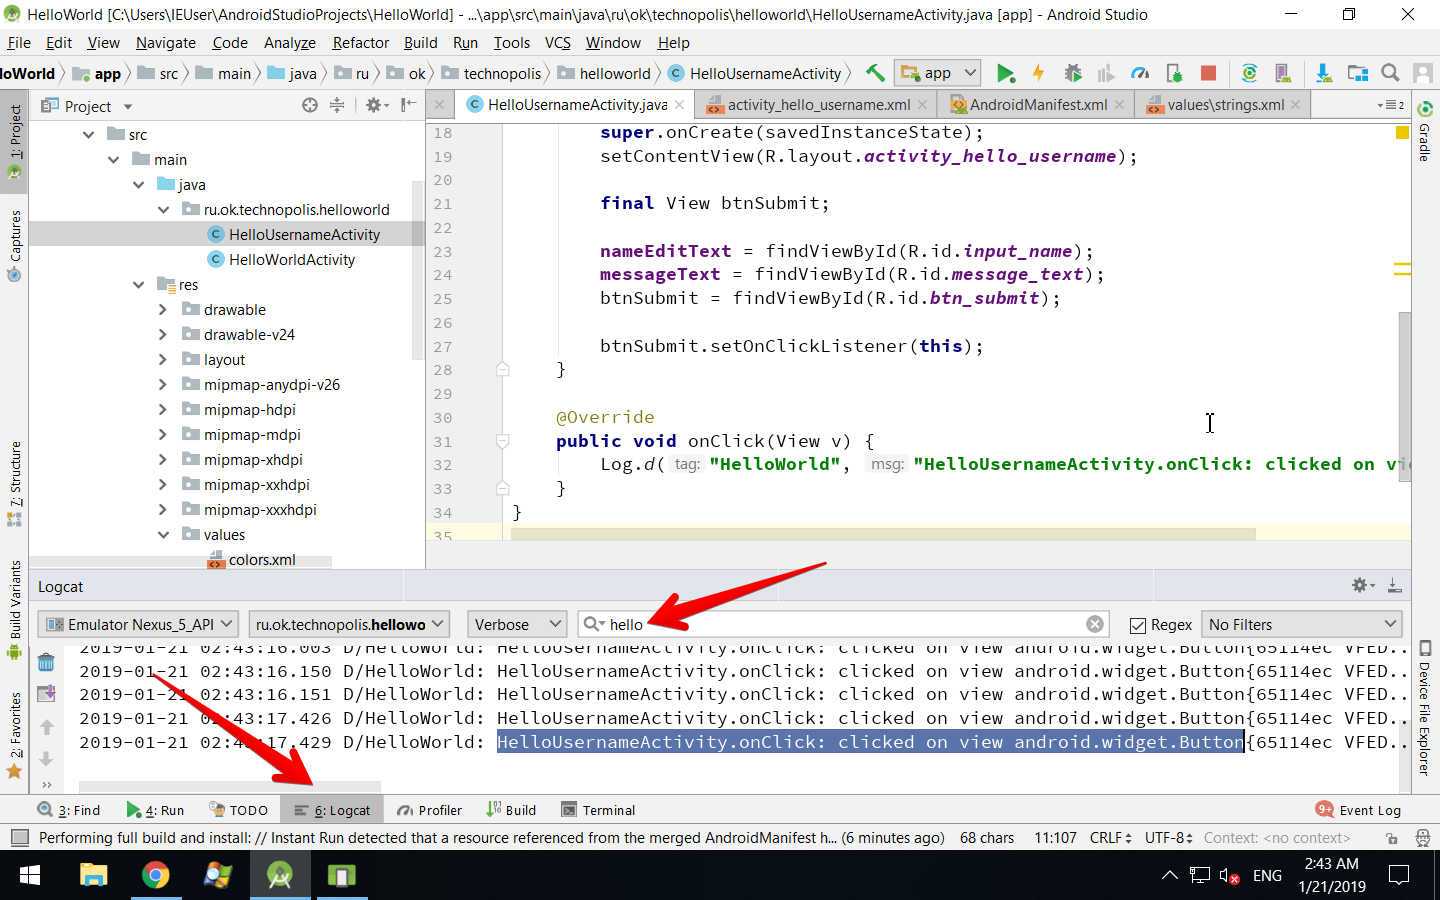 HelloWorld [C:\Users\IEUser\AndroidStudioProjects\HelloWorld] - ...\app\src\main\java\ru\ok\technopolis\helloworld\HelloUsernameActivity.java [app] - Android Studio
File Edit View Navigate Code Analyze Refactor Build Run Tools VCS Window Help
loWorld app src main java ru ok technopolis helloworld HelloUsernameActivity app
Project
HelloUsernameActivity.java activity_hello_username.xml AndroidManifest.xml values\strings.xml 2
1: Project
Captures
7: Structure
Build Variants
2: Favorites
src
main
java
ru.ok.technopolis.helloworld
HelloUsernameActivity
HelloWorldActivity
res
drawable
drawable-v24
layout
mipmap-anydpi-v26
mipmap-hdpi
mipmap-mdpi
mipmap-xhdpi
mipmap-xxhdpi
mipmap-xxxhdpi
values
colors.xml
18 super.onCreate(savedInstanceState);
19 setContentView(R.layout.activity_hello_username);
20
21 final View btnSubmit;
22
23 nameEditText = findViewById(R.id.input_name);
24 messageText = findViewById(R.id.message_text);
25 btnSubmit = findViewById(R.id.btn_submit);
26
27 btnSubmit.setOnClickListener(this);
28 }
29
30 @Override
31 public void onClick(View v) {
32 Log.d( tag: "HelloWorld", msg: "HelloUsernameActivity.onClick: clicked on vi
33 }
34 }
35
Gradle
Device File Explorer
Logcat
Emulator Nexus_5_API ru.ok.technopolis.hellowo Verbose hello Regex No Filters
2019-01-21 02:43:16.003 D/HelloWorld: HelloUsernameActivity.onClick: clicked on view android.widget.Button{65114ec VFED..
2019-01-21 02:43:16.150 D/HelloWorld: HelloUsernameActivity.onClick: clicked on view android.widget.Button{65114ec VFED..
2019-01-21 02:43:16.151 D/HelloWorld: HelloUsernameActivity.onClick: clicked on view android.widget.Button{65114ec VFED..
2019-01-21 02:43:17.426 D/HelloWorld: HelloUsernameActivity.onClick: clicked on view android.widget.Button{65114ec VFED..
2019-01-21 02:43:17.429 D/HelloWorld: HelloUsernameActivity.onClick: clicked on view android.widget.Button{65114ec VFED..
3: Find 4: Run TODO 6: Logcat Profiler Build Terminal 9+ Event Log
Performing full build and install: // Instant Run detected that a resource referenced from the merged AndroidManifest h... (6 minutes ago) 68 chars 11:107 CRLF UTF-8 Context: <no context>
ENG
2:43 AM
1/21/2019